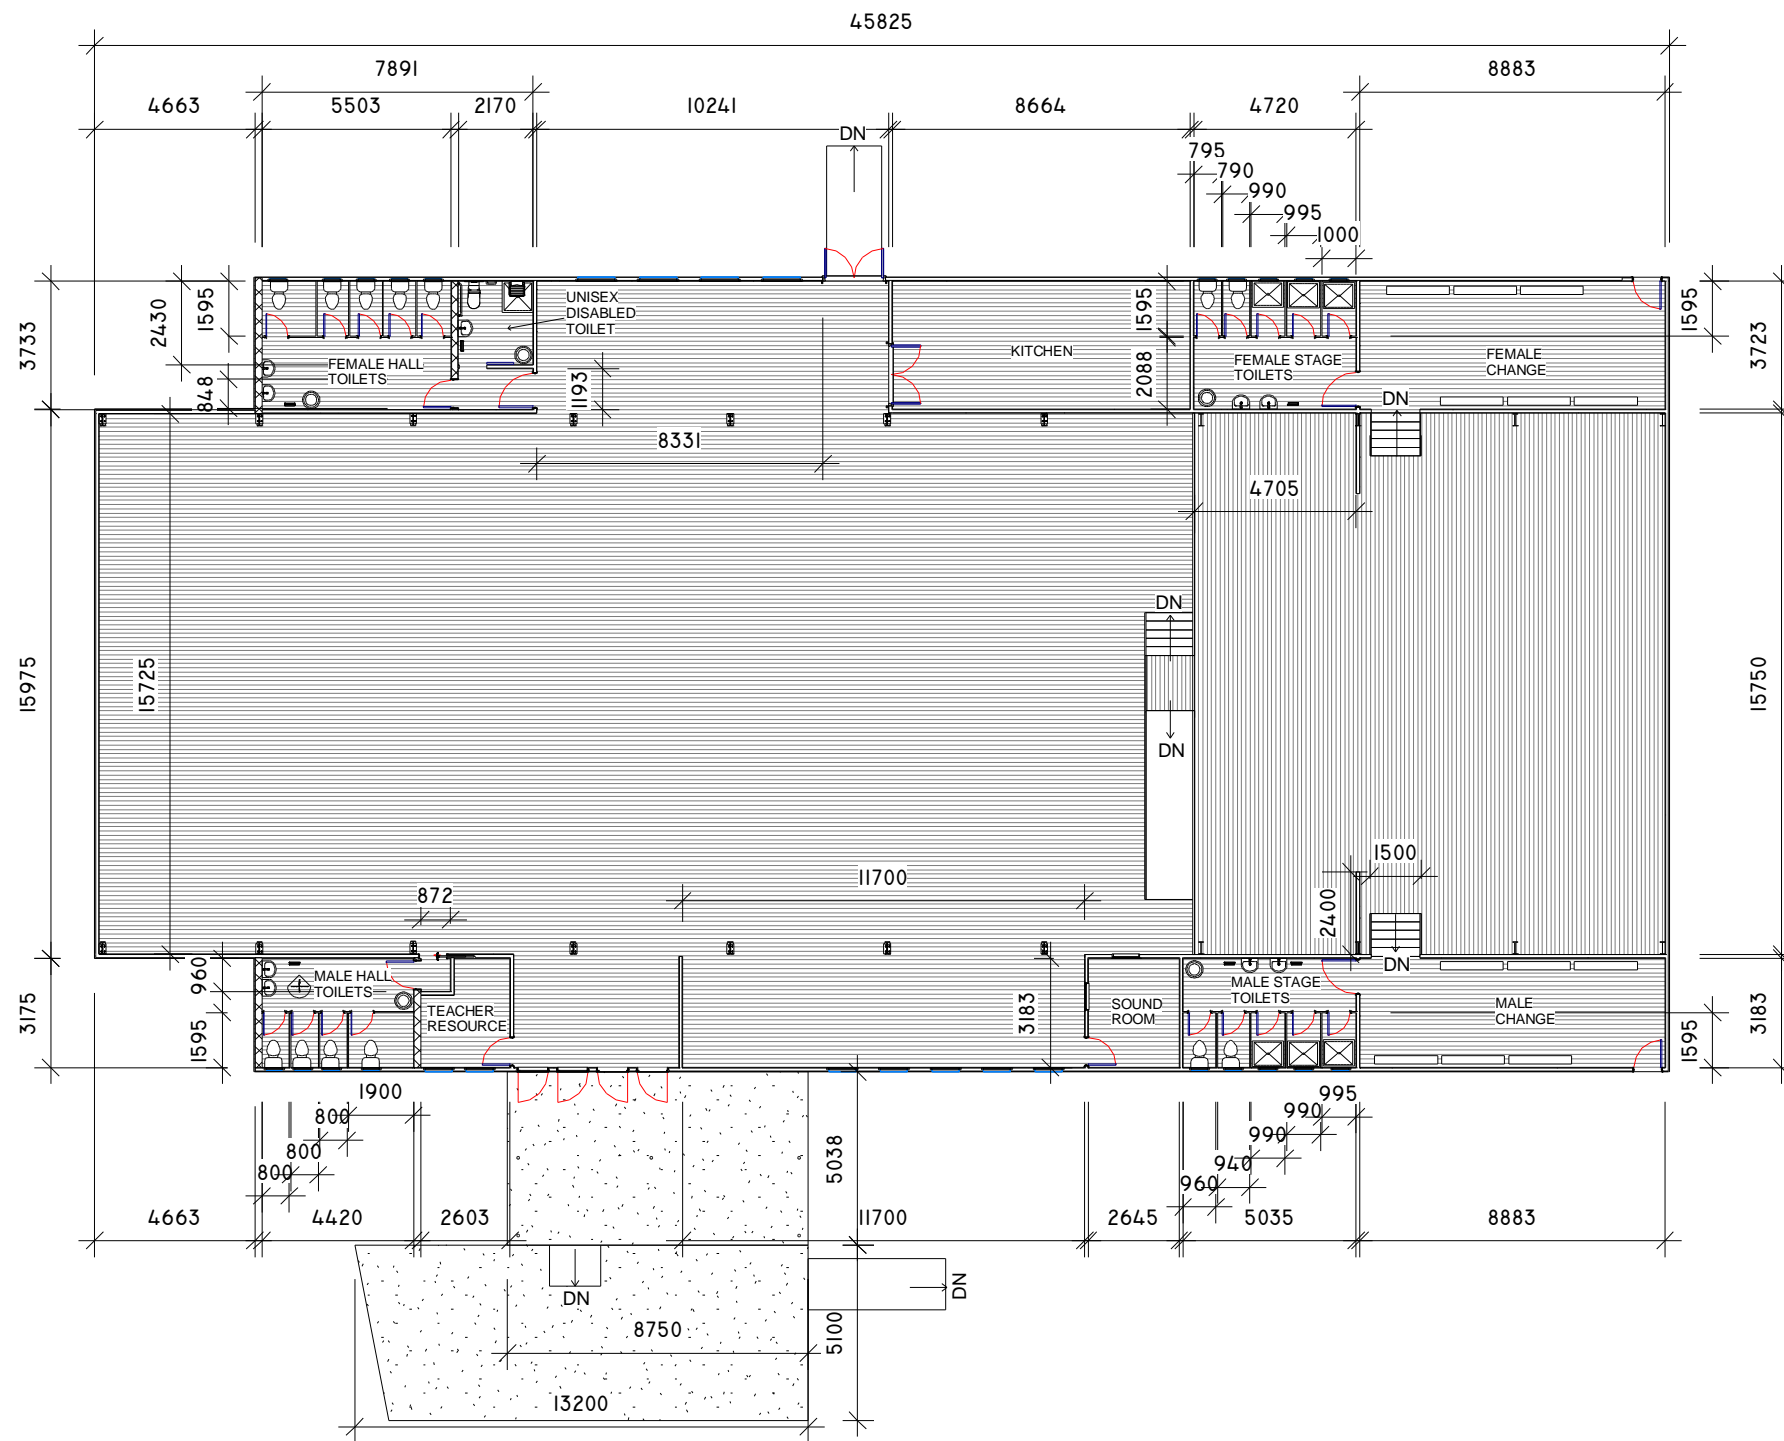 45825
7891
8883
4663
5503
2170
10241
8664
4720
DN
795
790
990
995
1000
3733
2430
1595
848
UNISEX
DISABLED
TOILET
FEMALE HALL
TOILETS
1193
KITCHEN
1595
2088
FEMALE STAGE
TOILETS
FEMALE
CHANGE
1595
3723
DN
8331
4705
DN
15975
15725
DN
15750
11700
872
1500
2400
3175
960
1595
MALE HALL
TOILETS
TEACHER
RESOURCE
3183
SOUND
ROOM
MALE STAGE
TOILETS
DN
MALE
CHANGE
1595
3183
1900
800
800
800
995
990
990
940
960
5038
4663
4420
2603
11700
2645
5035
8883
DN
DN
8750
5100
13200